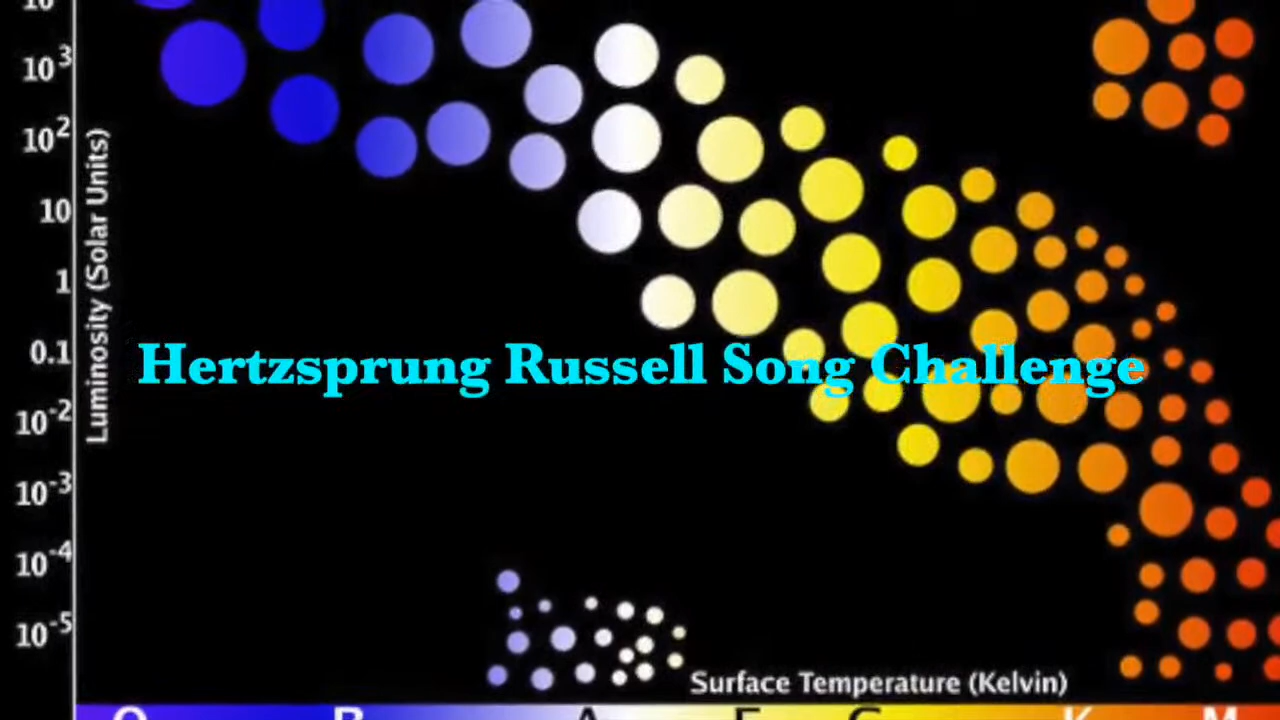 10
10³
10²
10
1
0.1
10⁻²
10⁻³
10⁻⁴
10⁻⁵
Luminosity (Solar Units)
Hertzsprung Russell Song Challenge
Surface Temperature (Kelvin)
O B A F G K M